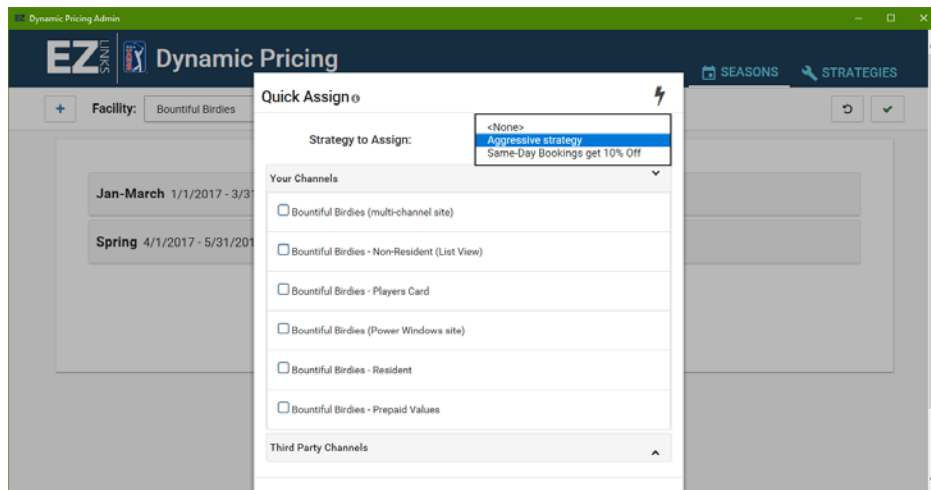 EZ Dynamic Pricing Admin
EZ LINKS Dynamic Pricing
SEASONS STRATEGIES
Facility: Bountiful Birdies
Quick Assign
Strategy to Assign:
<None>
Aggressive strategy
Same-Day Bookings get 10% Off
Your Channels
Jan-March 1/1/2017 - 3/31
Spring 4/1/2017 - 5/31/201
Bountiful Birdies (multi-channel site)
Bountiful Birdies - Non-Resident (List View)
Bountiful Birdies - Players Card
Bountiful Birdies (Power Windows site)
Bountiful Birdies - Resident
Bountiful Birdies - Prepaid Values
Third Party Channels